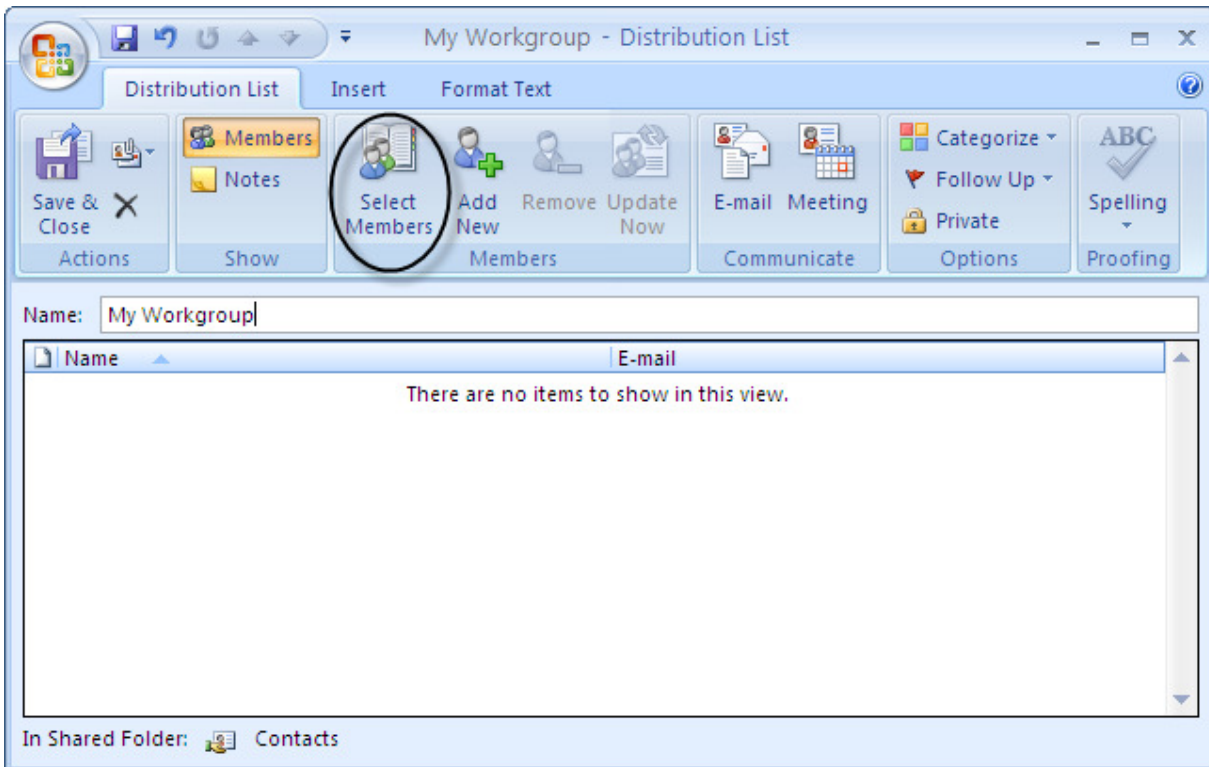 My Workgroup - Distribution List
Distribution List Insert Format Text
Save & Close
Actions
Members
Notes
Show
Select Members
Add New
Remove
Update Now
Members
E-mail
Meeting
Communicate
Categorize
Follow Up
Private
Options
ABC
Spelling
Proofing
Name: My Workgroup
Name E-mail
There are no items to show in this view.
In Shared Folder: Contacts